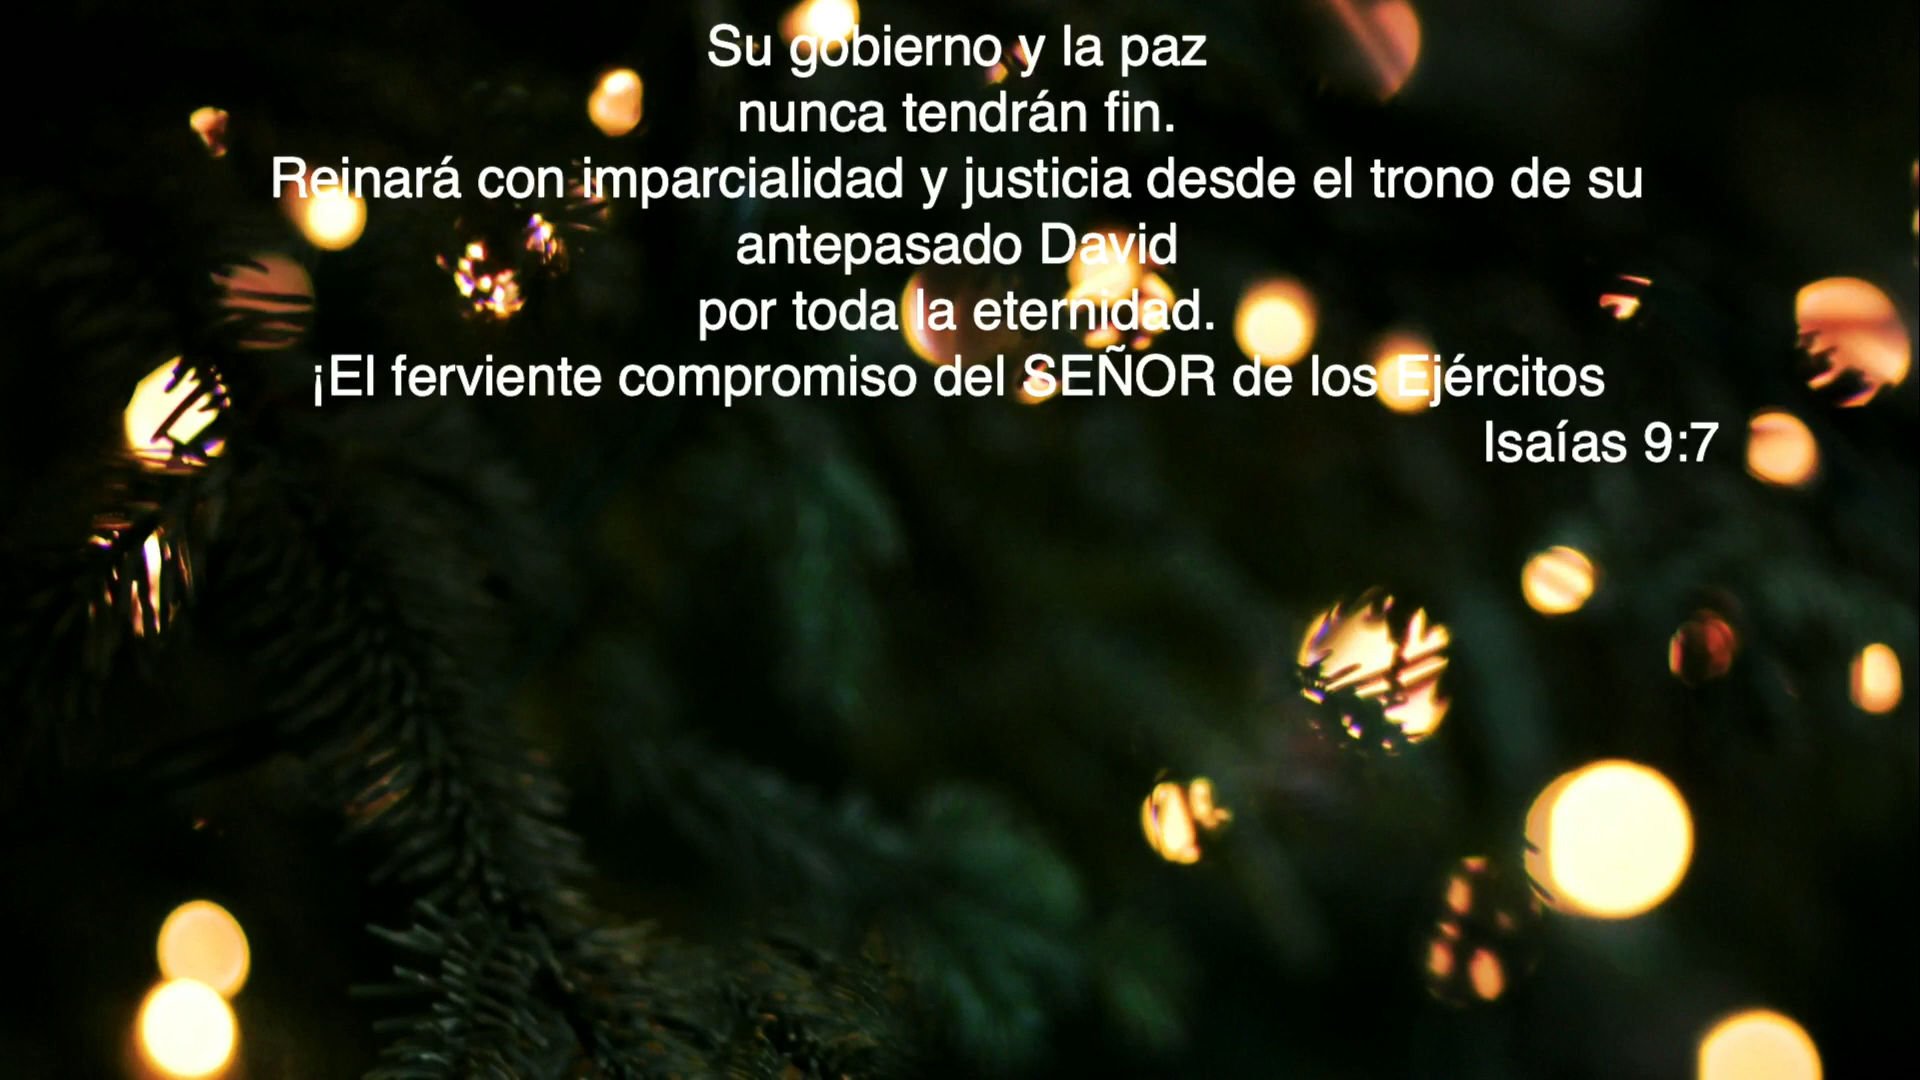 Su gobierno y la paz
nunca tendrán fin.
Reinará con imparcialidad y justicia desde el trono de su
antepasado David
por toda la eternidad.
¡El ferviente compromiso del SEÑOR de los Ejércitos
Isaías 9:7